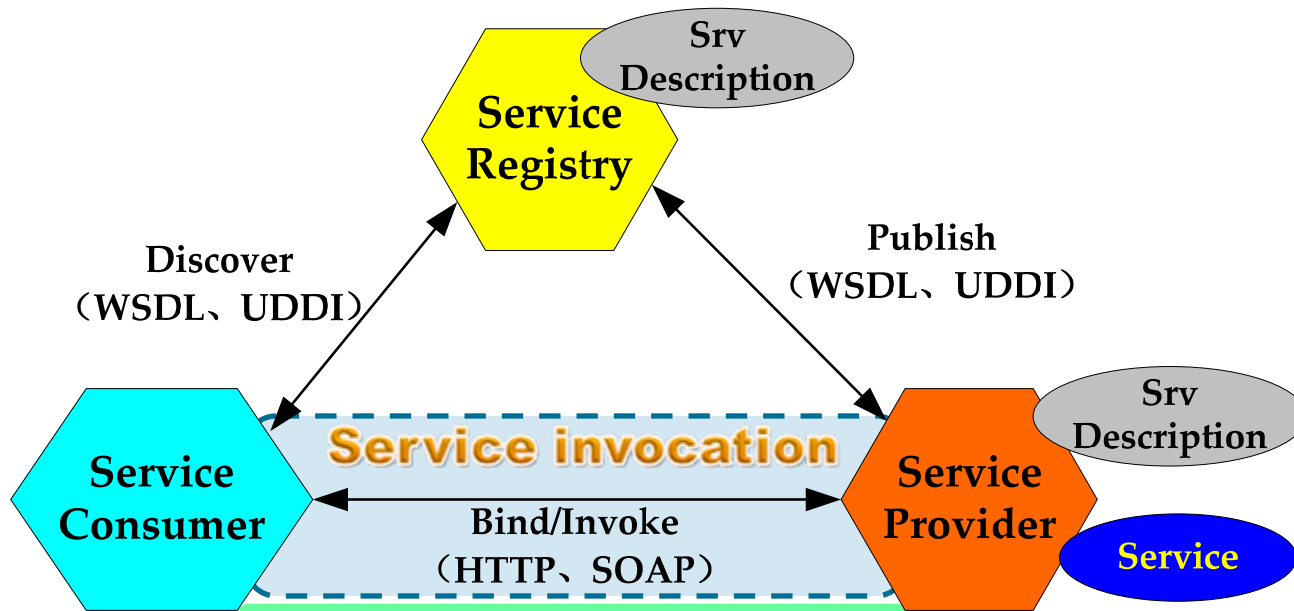 Srv
Description
Service
Registry
Discover
（WSDL、UDDI）
Publish
（WSDL、UDDI）
Service invocation
Service
Consumer
Bind/Invoke
（HTTP、SOAP）
Service
Provider
Srv
Description
Service